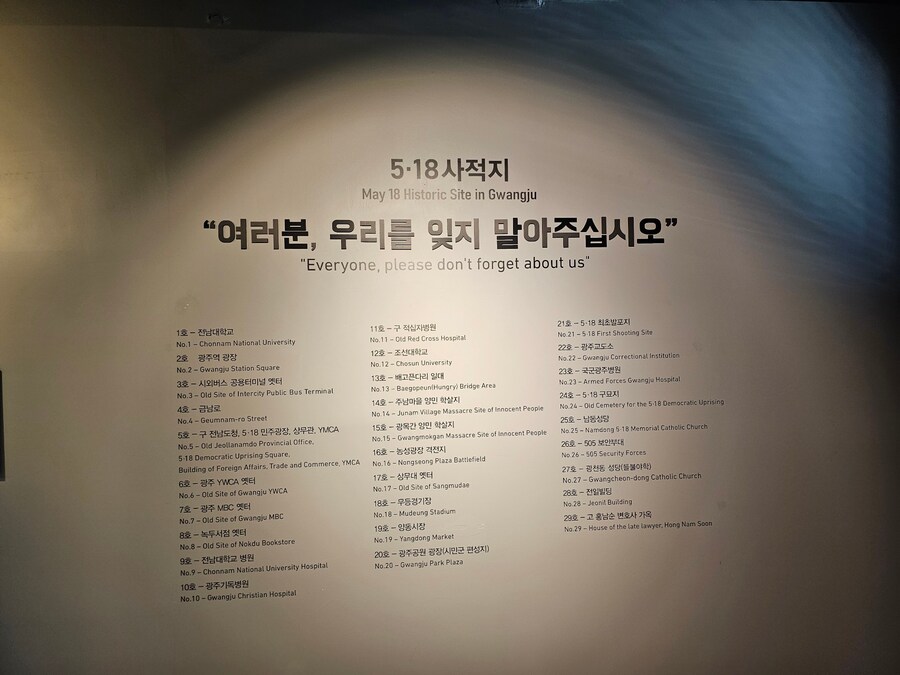 5·18 사적지
May 18 Historic Site in Gwangju
“여러분, 우리를 잊지 말아주십시오”
"Everyone, please don't forget about us"
1호 – 전남대학교
No.1 – Chonnam National University
2호 광주역 광장
No.2 – Gwangju Station Square
3호 – 시외버스 공용터미널 옛터
No.3 – Old Site of Intercity Public Bus Terminal
4호 – 금남로
No.4 – Geumnam-ro Street
5호 – 구 전남도청, 5·18 민주광장, 상무관, YMCA
No.5 – Old Jeollanamdo Provincial Office,
5·18 Democratic Uprising Square,
Building of Foreign Affairs, Trade and Commerce, YMCA
6호 – 광주 YWCA 옛터
No.6 – Old Site of Gwangju YWCA
7호 – 광주 MBC 옛터
No.7 – Old Site of Gwangju MBC
8호 – 녹두서점 옛터
No.8 – Old Site of Nokdu Bookstore
9호 – 전남대학교 병원
No.9 – Chonnam National University Hospital
10호 – 광주기독병원
No.10 – Gwangju Christian Hospital
11호 – 구 적십자병원
No.11 – Old Red Cross Hospital
12호 – 조선대학교
No.12 – Chosun University
13호 – 배고픈다리 일대
No.13 – Baegopeun(Hungry) Bridge Area
14호 – 주남마을 양민 학살지
No.14 – Junam Village Massacre Site of Innocent People
15호 – 광목간 양민 학살지
No.15 – Gwangmokgan Massacre Site of Innocent People
16호 – 농성광장 격전지
No.16 – Nongseong Plaza Battlefield
17호 – 상무대 옛터
No.17 – Old Site of Sangmudae
18호 – 무등경기장
No.18 – Mudeung Stadium
19호 – 양동시장
No.19 – Yangdong Market
20호 – 광주공원 광장(시민군 편성지)
No.20 – Gwangju Park Plaza
21호 – 5·18 최초발포지
No.21 – 5·18 First Shooting Site
22호 – 광주교도소
No.22 – Gwangju Correctional Institution
23호 – 국군광주병원
No.23 – Armed Forces Gwangju Hospital
24호 – 5·18 구묘지
No.24 – Old Cemetery for the 5·18 Democratic Uprising
25호 – 남동성당
No.25 – Namdong 5·18 Memorial Catholic Church
26호 – 505 보안부대
No.26 – 505 Security Forces
27호 – 광천동 성당(들불야학)
No.27 – Gwangcheon-dong Catholic Church
28호 – 전일빌딩
No.28 – Jeonil Building
29호 – 고 홍남순 변호사 가옥
No.29 – House of the late lawyer, Hong Nam Soon